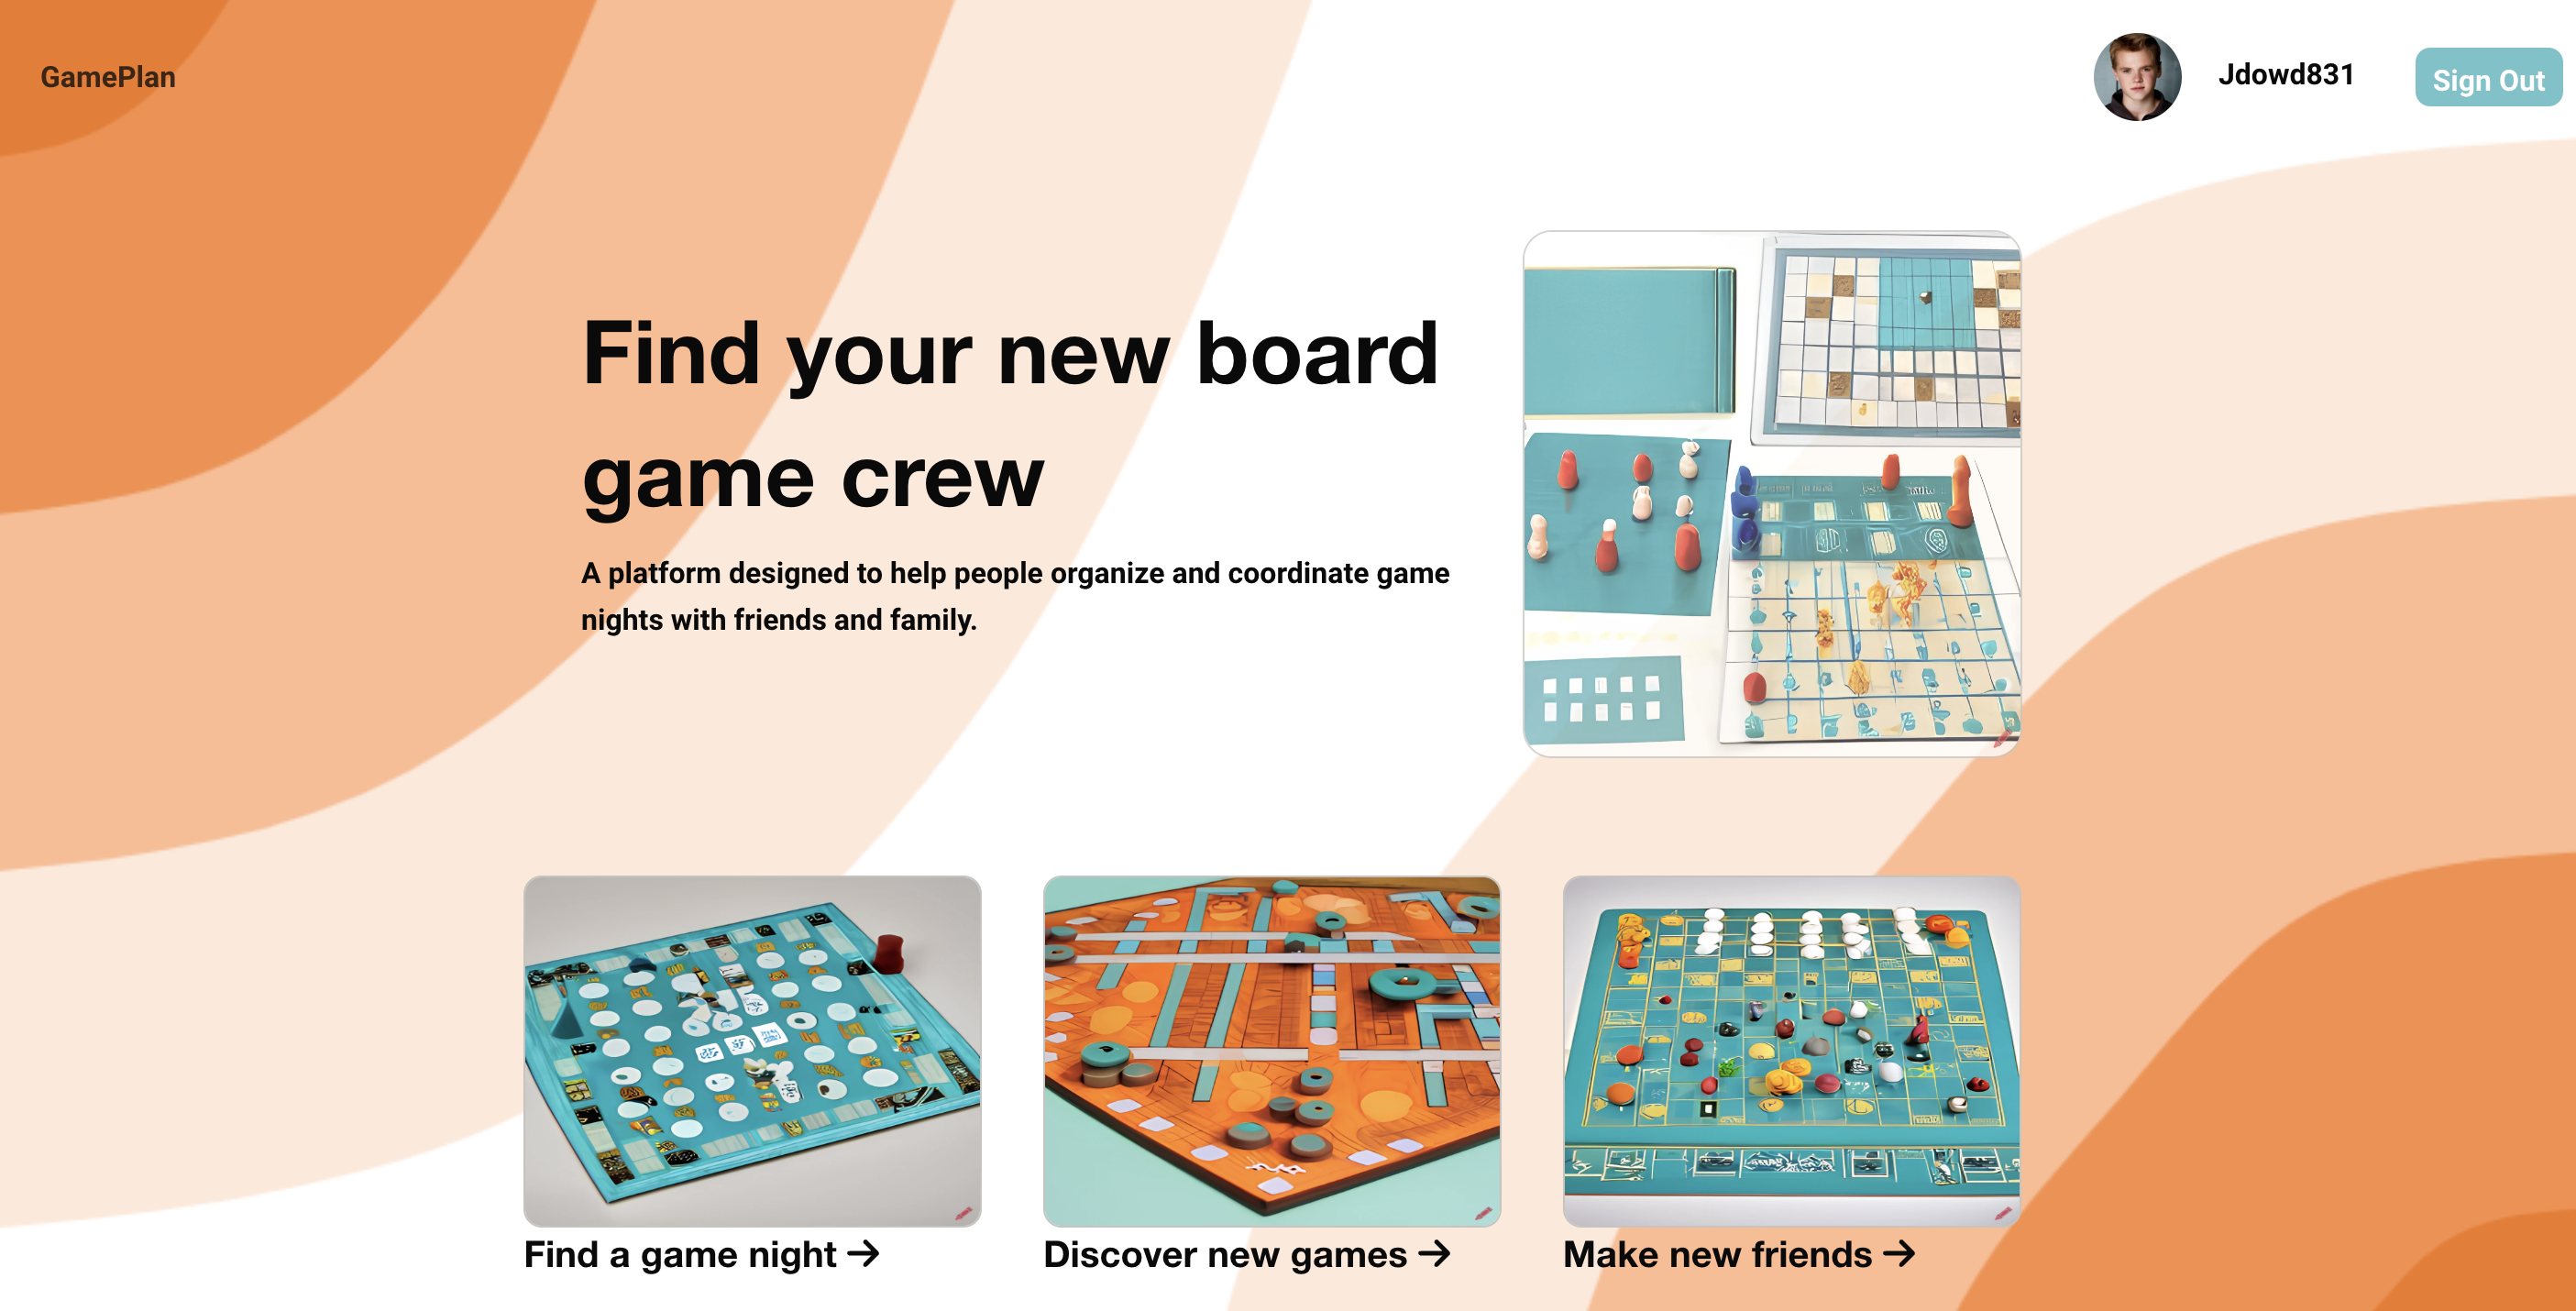 GamePlan
Jdowd831
Sign Out
Find your new board
game crew
A platform designed to help people organize and coordinate game
nights with friends and family.
Find a game night →
Discover new games →
Make new friends →